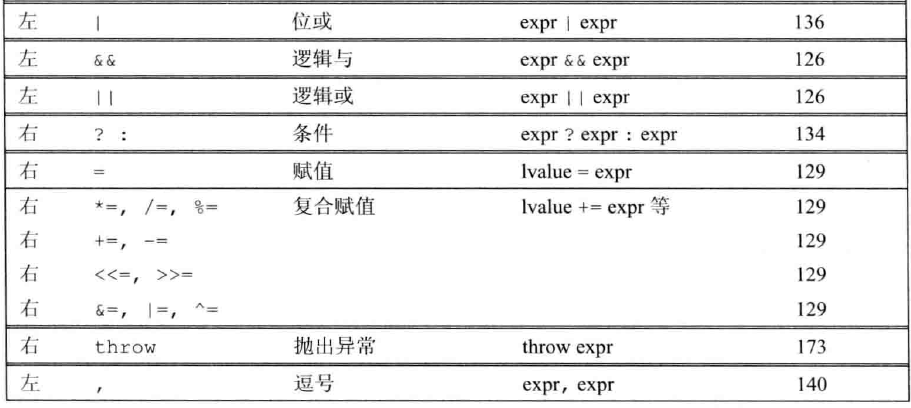 左 | 位或 expr | expr 136
左 && 逻辑与 expr && expr 126
左 || 逻辑或 expr || expr 126
右 ? : 条件 expr ? expr : expr 134
右 = 赋值 lvalue = expr 129
右 *=, /=, %= 复合赋值 lvalue += expr 等 129
右 +=, -= 129
右 <<=, >>= 129
右 &=, |=, ^= 129
右 throw 抛出异常 throw expr 173
左 , 逗号 expr, expr 140